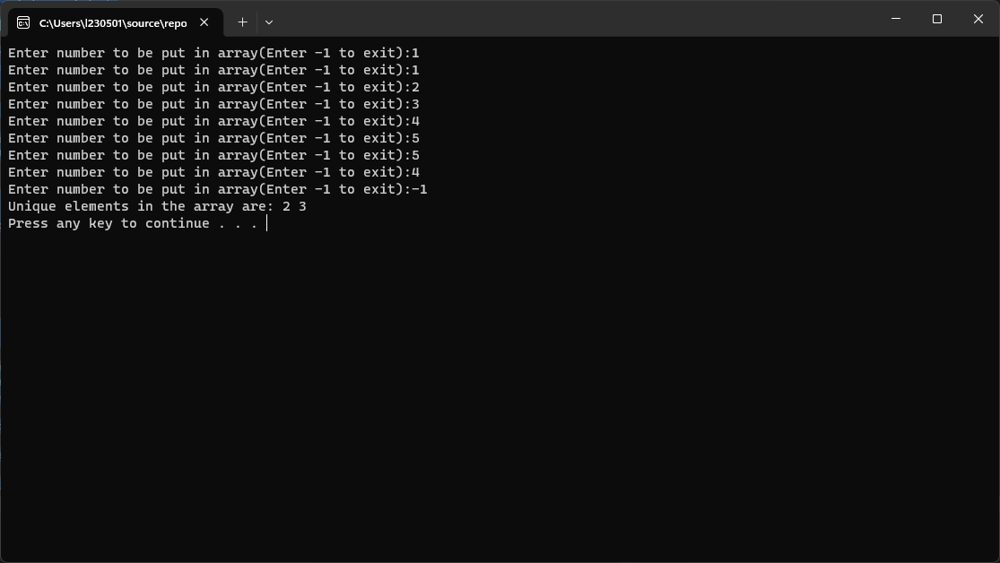 C:\Users\l230501\source\repo
Enter number to be put in array(Enter -1 to exit):1
Enter number to be put in array(Enter -1 to exit):1
Enter number to be put in array(Enter -1 to exit):2
Enter number to be put in array(Enter -1 to exit):3
Enter number to be put in array(Enter -1 to exit):4
Enter number to be put in array(Enter -1 to exit):5
Enter number to be put in array(Enter -1 to exit):5
Enter number to be put in array(Enter -1 to exit):4
Enter number to be put in array(Enter -1 to exit):-1
Unique elements in the array are: 2 3
Press any key to continue . . .